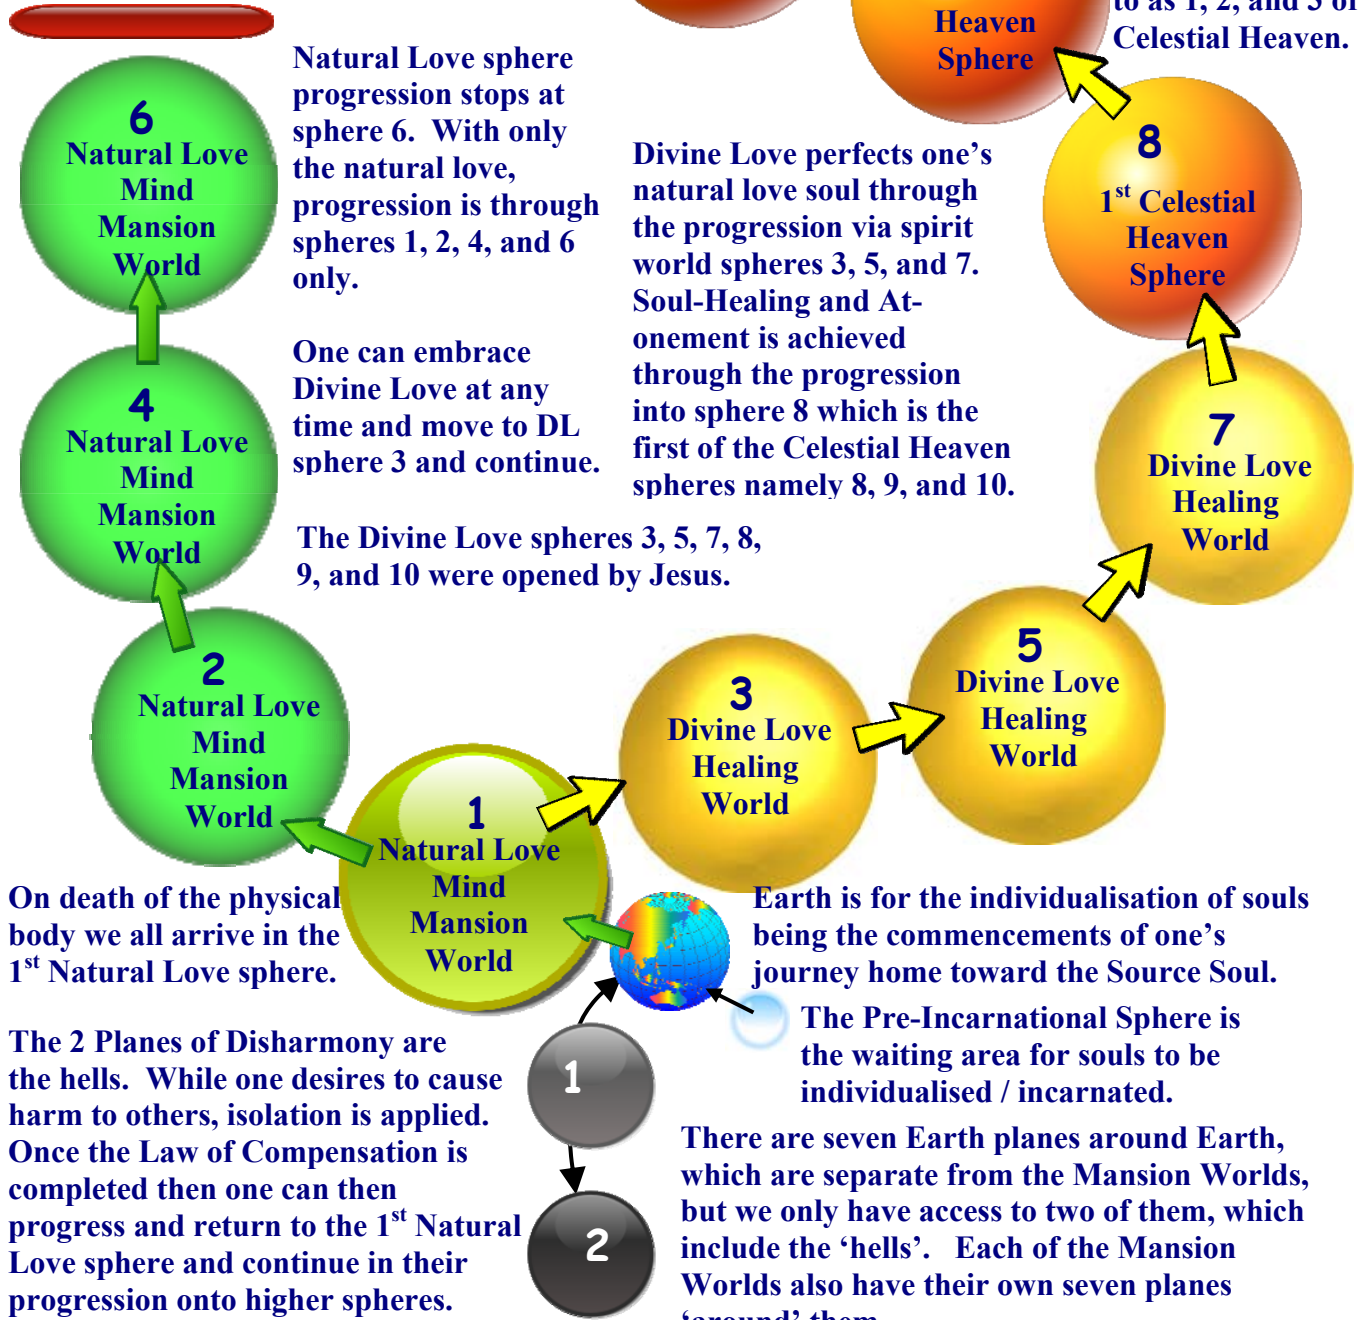 to as 1, 2, and 3 of
Celestial Heaven.
Heaven
Sphere
6
Natural Love
Mind
Mansion
World
Natural Love sphere
progression stops at
sphere 6. With only
the natural love,
progression is through
spheres 1, 2, 4, and 6
only.
One can embrace
Divine Love at any
time and move to DL
sphere 3 and continue.
Divine Love perfects one's
natural love soul through
the progression via spirit
world spheres 3, 5, and 7.
Soul-Healing and At-
onement is achieved
through the progression
into sphere 8 which is the
first of the Celestial Heaven
spheres namely 8, 9, and 10.
8
1st Celestial
Heaven
Sphere
4
Natural Love
Mind
Mansion
World
7
Divine Love
Healing
World
The Divine Love spheres 3, 5, 7, 8,
9, and 10 were opened by Jesus.
2
Natural Love
Mind
Mansion
World
3
Divine Love
Healing
World
5
Divine Love
Healing
World
1
Natural Love
Mind
Mansion
World
On death of the physical
body we all arrive in the
1st Natural Love sphere.
Earth is for the individualisation of souls
being the commencements of one's
journey home toward the Source Soul.
The Pre-Incarnational Sphere is
the waiting area for souls to be
individualised / incarnated.
The 2 Planes of Disharmony are
the hells. While one desires to cause
harm to others, isolation is applied.
Once the Law of Compensation is
completed then one can then
progress and return to the 1st Natural
Love sphere and continue in their
progression onto higher spheres.
1
2
There are seven Earth planes around Earth,
which are separate from the Mansion Worlds,
but we only have access to two of them, which
include the 'hells'. Each of the Mansion
Worlds also have their own seven planes
'around' them